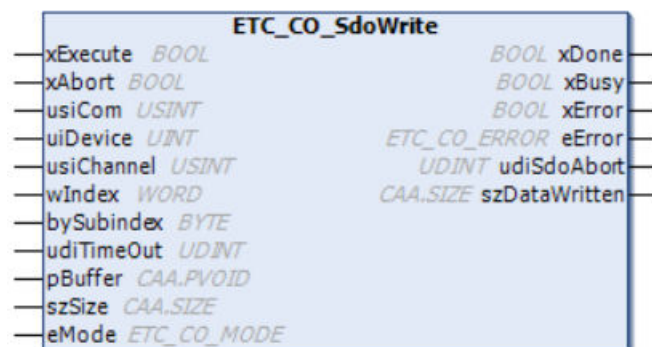 ETC_CO_SdoWrite
xExecute BOOL BOOL xDone
xAbort BOOL BOOL xBusy
usiCom USINT BOOL xError
uiDevice UINT ETC_CO_ERROR eError
usiChannel USINT UDINT udiSdoAbort
wIndex WORD CAA.SIZE szDataWritten
bySubindex BYTE
udiTimeOut UDINT
pBuffer CAA.PVOID
szSize CAA.SIZE
eMode ETC_CO_MODE